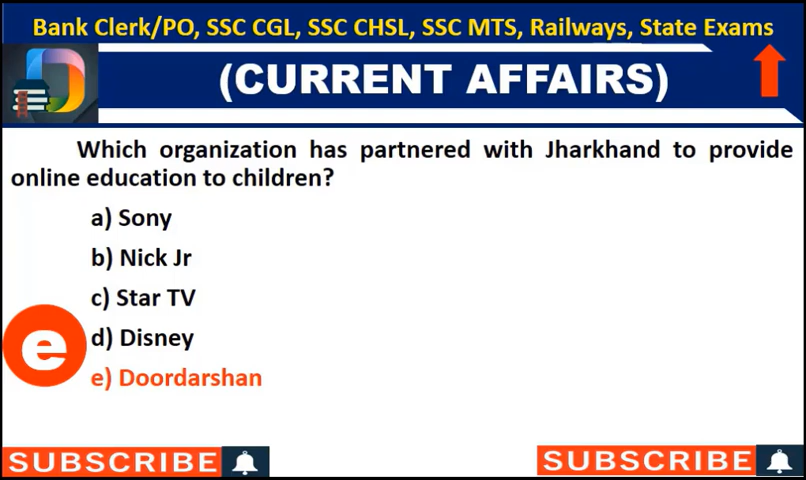 Bank Clerk/PO, SSC CGL, SSC CHSL, SSC MTS, Railways, State Exams
(CURRENT AFFAIRS)
Which organization has partnered with Jharkhand to provide
online education to children?
a) Sony
b) Nick Jr
c) Star TV
d) Disney
e
e) Doordarshan
SUBSCRIBE
SUBSCRIBE